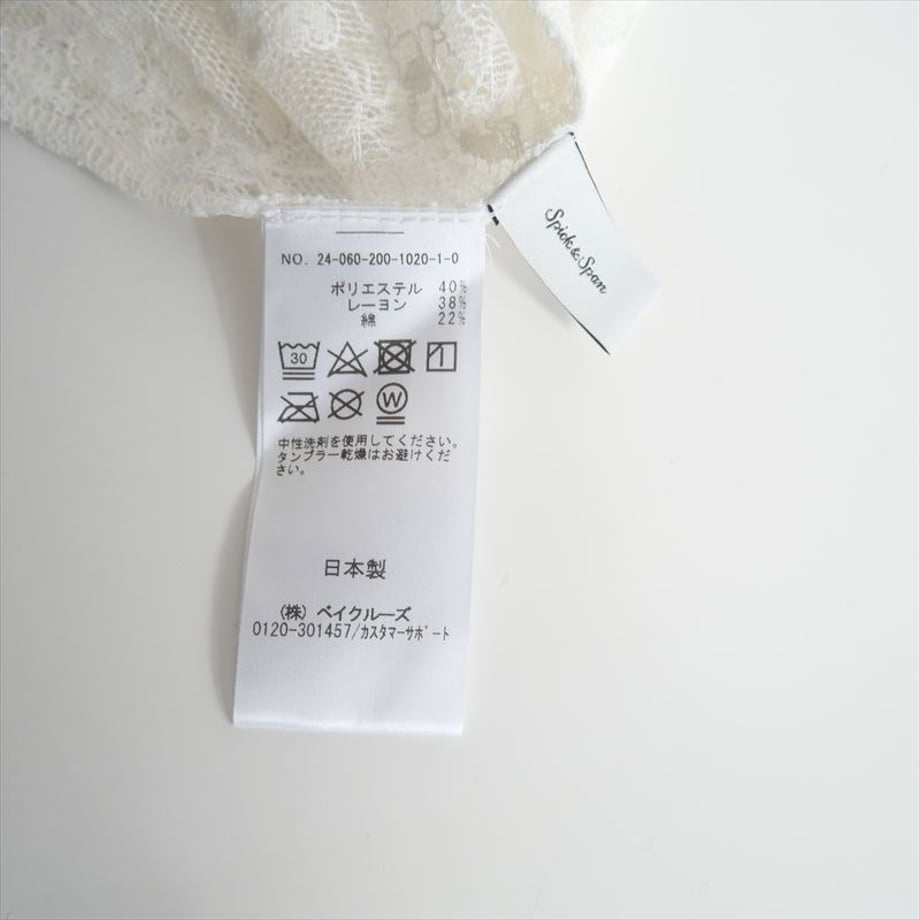 NO. 24-060-200-1020-1-0
ポリエステル 40%
レーヨン 38%
綿 22%
30
W
中性洗剤を使用してください。
タンブラー乾燥はお避けくだ
さい。
日本製
(株) ベイクルーズ
0120-301457/カスタマーサポート
Spick&Span